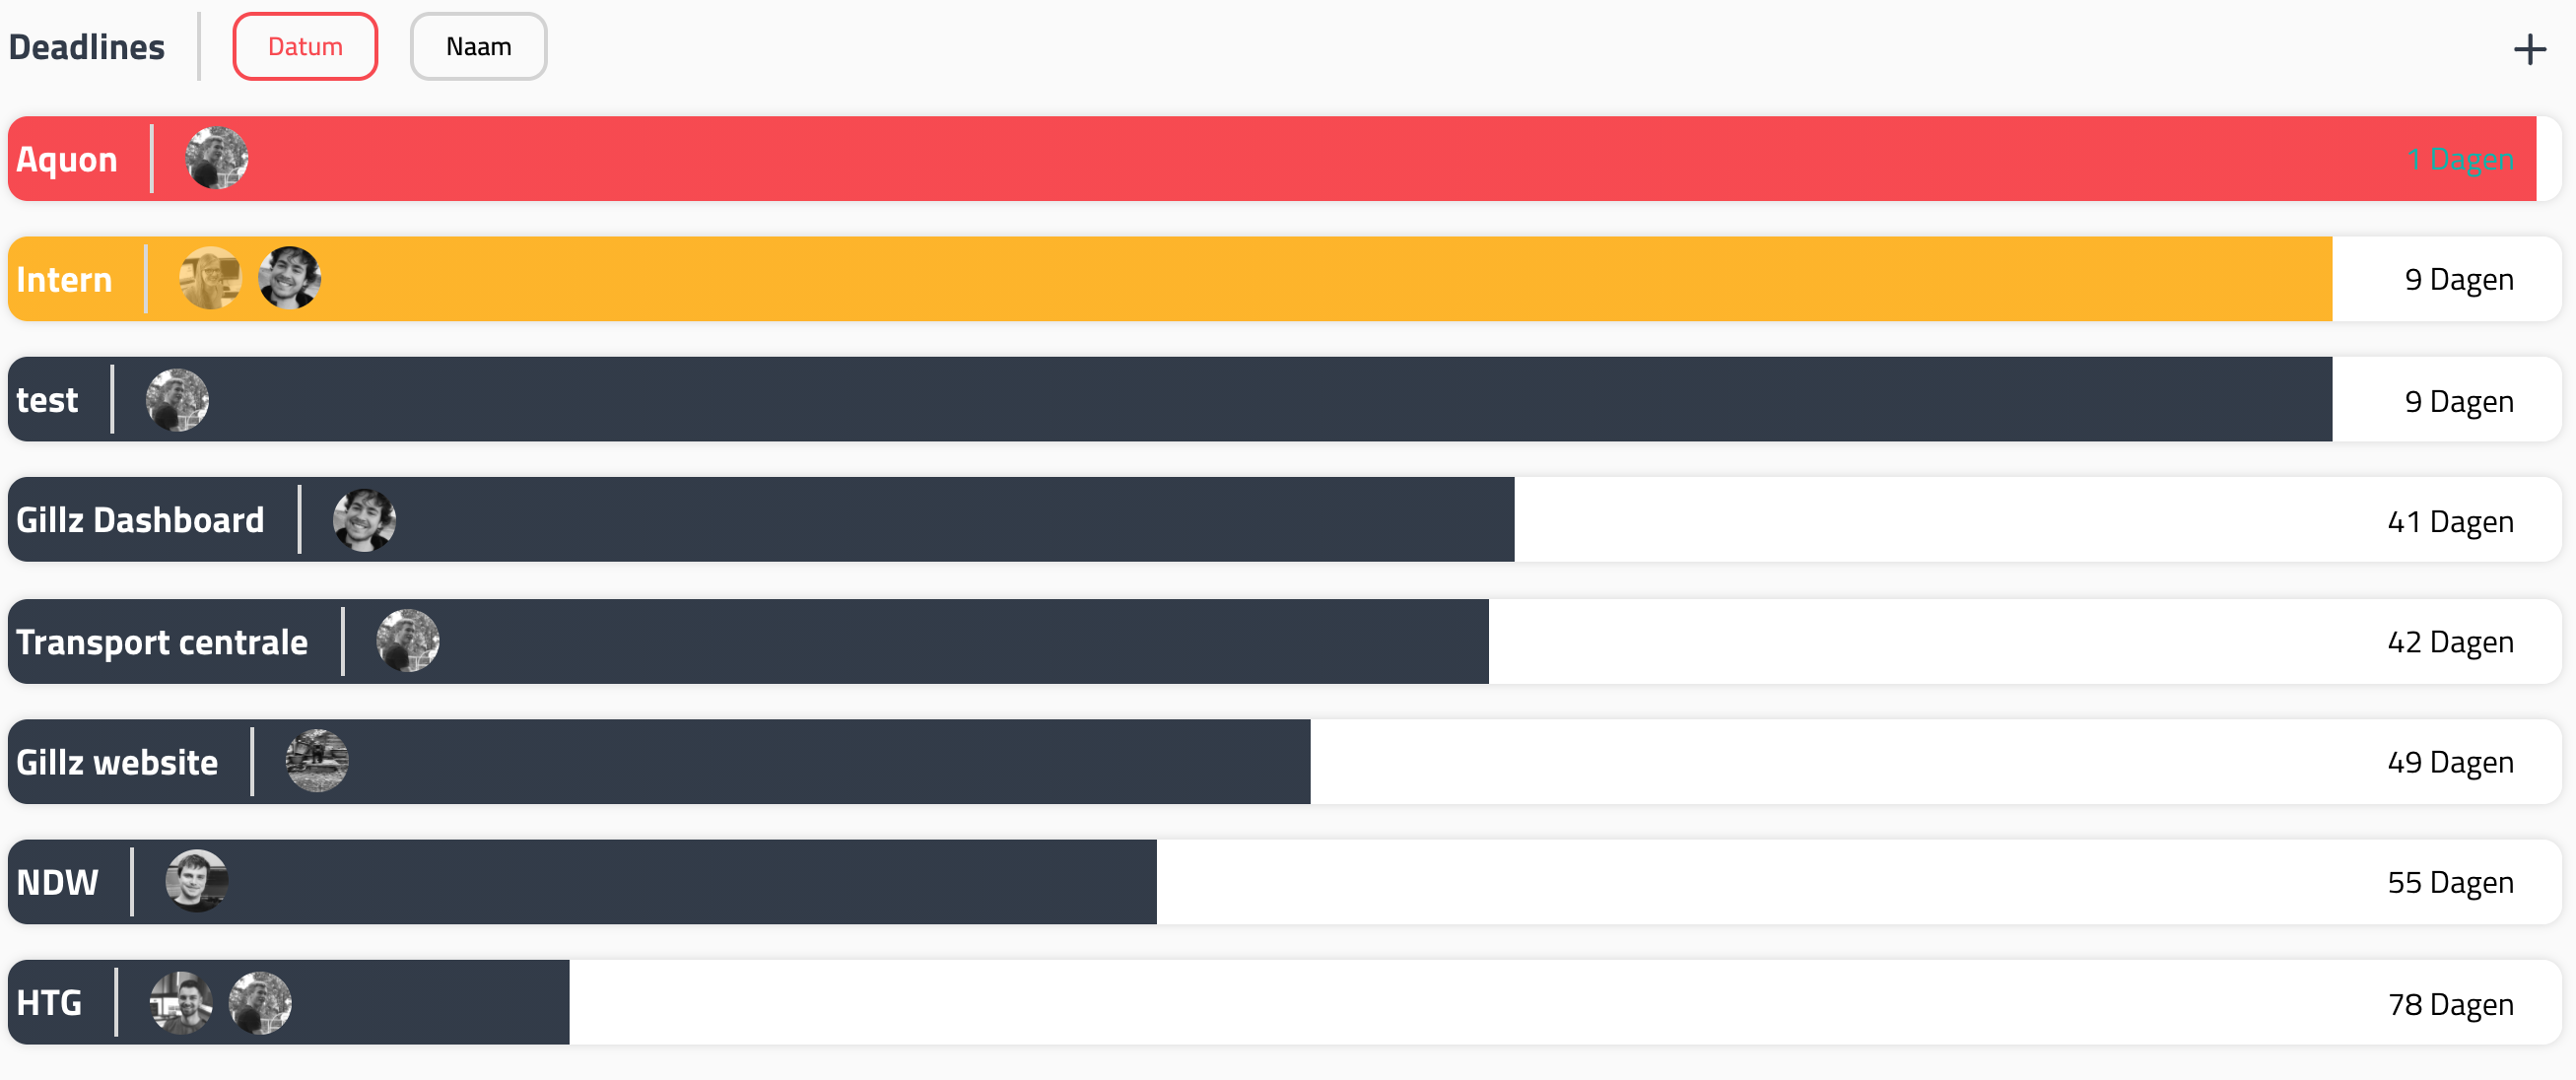 Deadlines Datum Naam
Aquon 1 Dagen
Intern 9 Dagen
test 9 Dagen
Gillz Dashboard 41 Dagen
Transport centrale 42 Dagen
Gillz website 49 Dagen
NDW 55 Dagen
HTG 78 Dagen